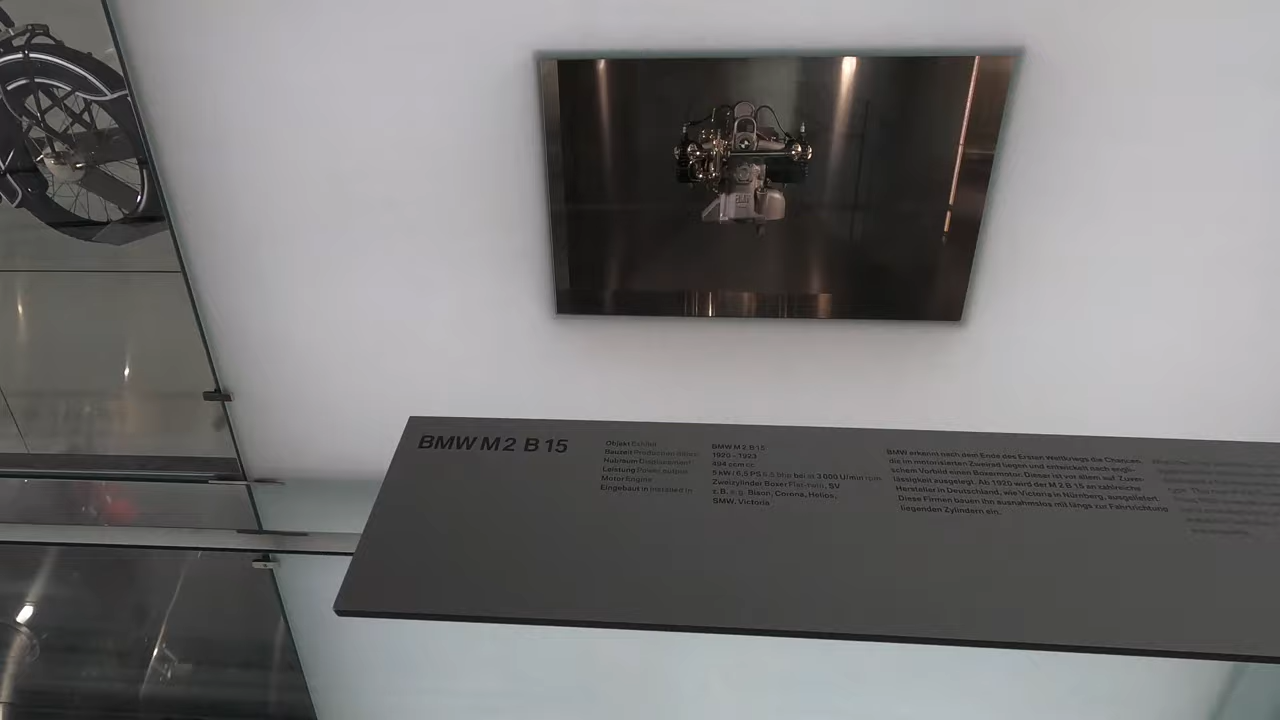 BMW M2 B 15
Objekt Exhibit
Bauzeit Production
Hubraum Displacement
Leistung Power output
Motor Engine
Eingebaut in Installed in
BMW M 2 B 15
1920 – 1923
494 ccm cc
5 kW / 6,5 PS 6.5 bhp bei at 3 000 U/min rpm
Zweizylinder Boxer Flat-twin, SV
z. B. e. g. Bison, Corona, Helios,
SMW, Victoria
BMW erkennt nach dem Ende des Ersten Weltkriegs die Chancen,
die im motorisierten Zweirad liegen und entwickelt nach engli-
schem Vorbild einen Boxermotor. Dieser ist vor allem auf Zuver-
lässigkeit ausgelegt. Ab 1920 wird der M 2 B 15 an zahlreiche
Hersteller in Deutschland, wie Victoria in Nürnberg, ausgeliefert.
Diese Firmen bauen ihn ausnahmslos mit längs zur Fahrtrichtung
liegenden Zylindern ein.